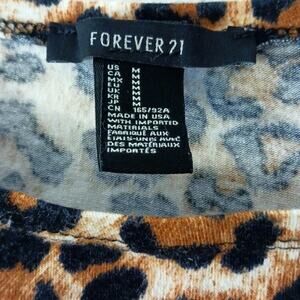 FOREVER 21
US M
CA M
MX M
EU M
UK M
KR M
JP M
CN 165/92A
MADE IN USA
WITH IMPORTED
MATERIALS
FABRIQUÉ AUX
ÉTATS-UNIS AVEC
DES MATÉRIAUX
IMPORTÉS